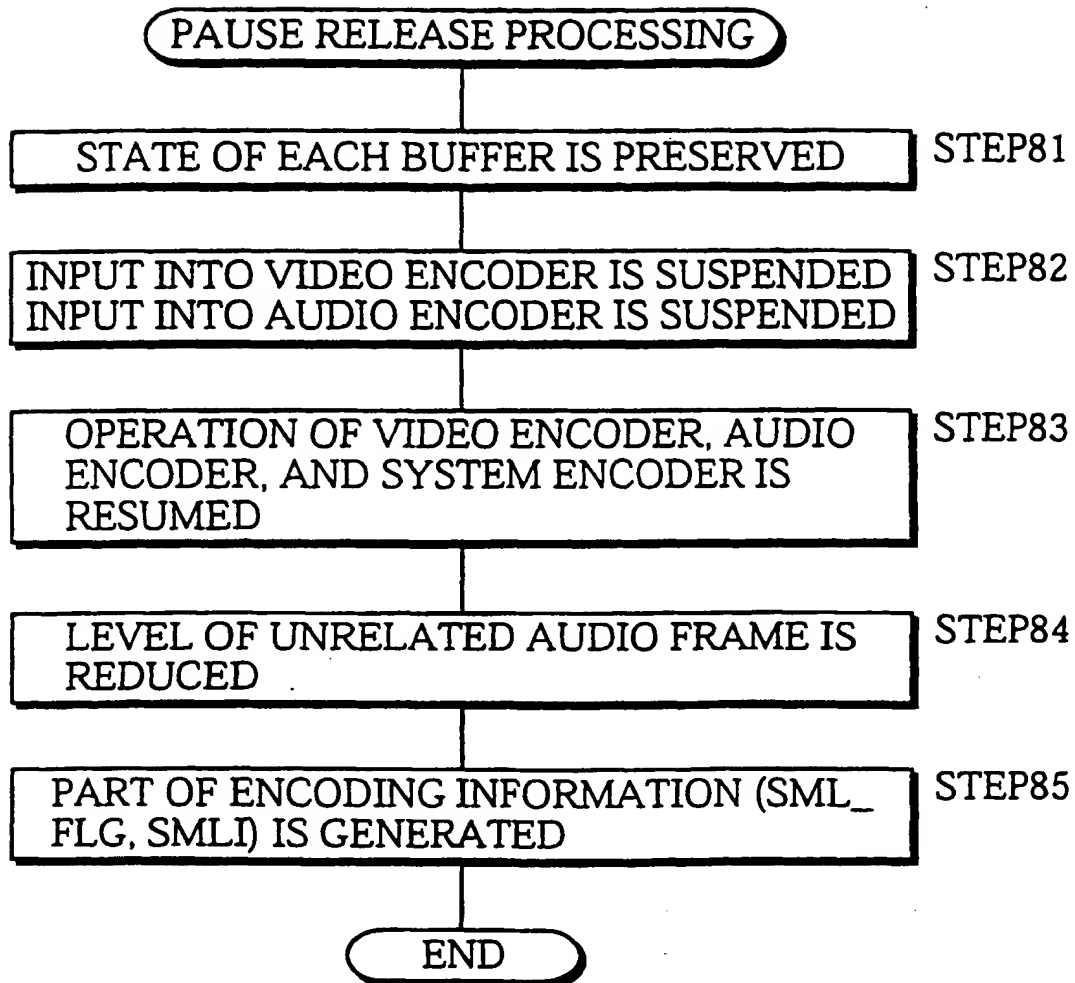 PAUSE RELEASE PROCESSING
STATE OF EACH BUFFER IS PRESERVED
STEP81
INPUT INTO VIDEO ENCODER IS SUSPENDED
INPUT INTO AUDIO ENCODER IS SUSPENDED
STEP82
OPERATION OF VIDEO ENCODER, AUDIO
ENCODER, AND SYSTEM ENCODER IS
RESUMED
STEP83
LEVEL OF UNRELATED AUDIO FRAME IS
REDUCED
STEP84
PART OF ENCODING INFORMATION (SML_
FLG, SMLI) IS GENERATED
STEP85
END